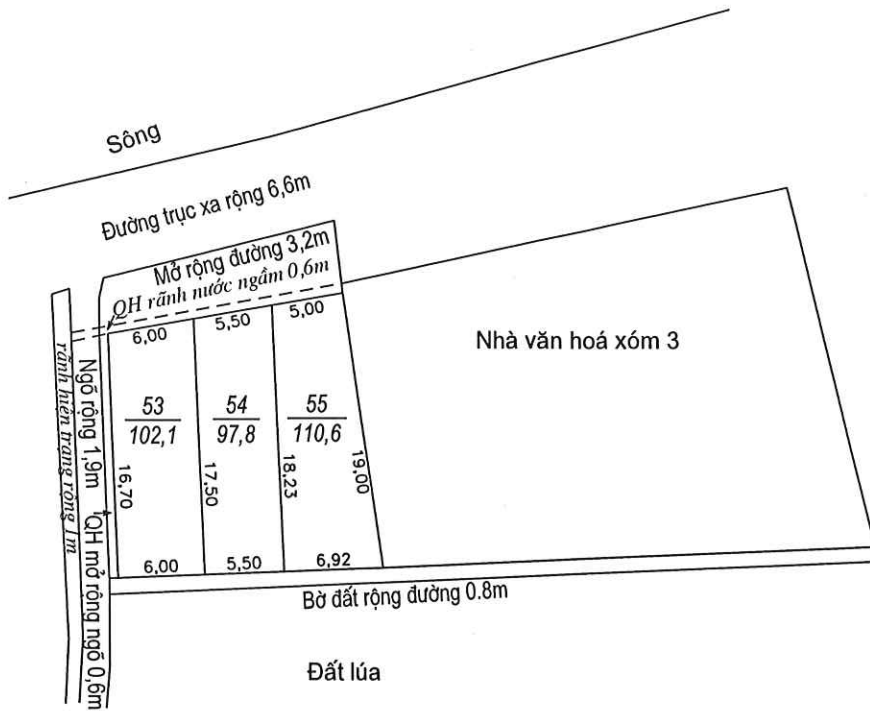 Sông
Đường trục xa rộng 6,6m
Mở rộng đường 3,2m
QH rãnh nước ngầm 0,6m
6,00
5,50
5,00
Nhà văn hoá xóm 3
53
102,1
54
97,8
55
110,6
16,70
17,50
18,23
19,00
Ngõ rộng 1,9m
QH mở rộng ngõ 0,6m
rãnh hiện trạng rộng 1m
6,00
5,50
6,92
Bờ đất rộng đường 0.8m
Đất lúa